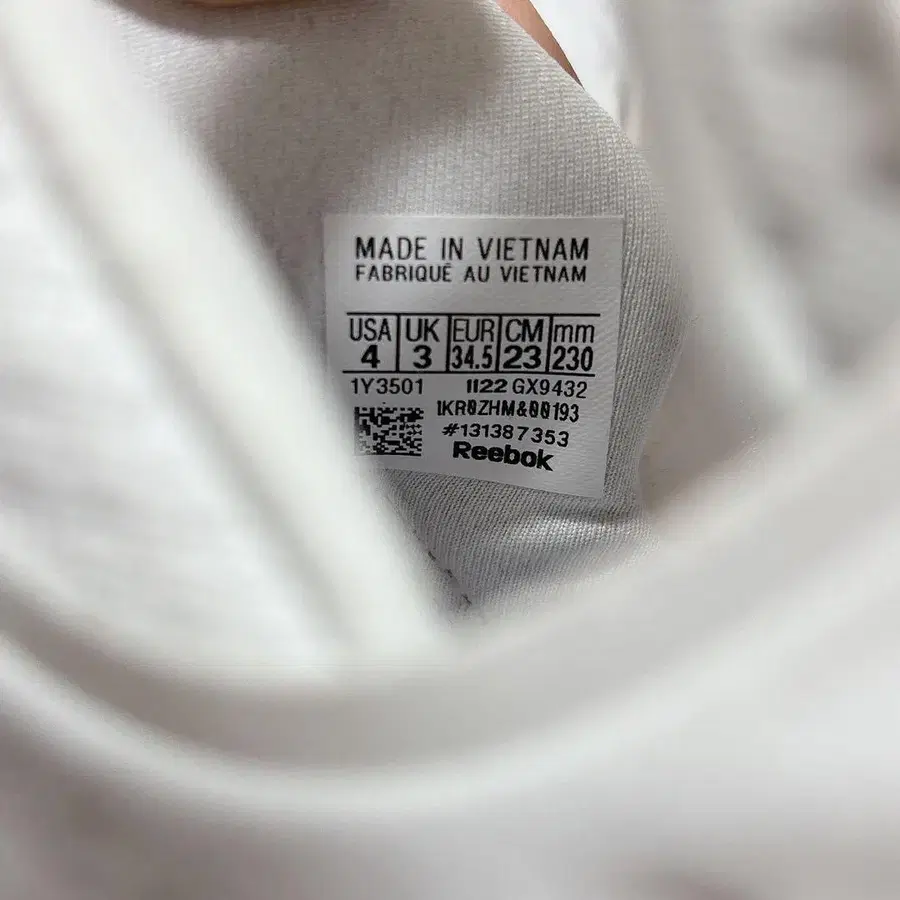 MADE IN VIETNAM
FABRIQUÉ AU VIETNAM
USA UK EUR CM mm
4 3 34.5 23 230
1Y3501 1122 GX9432
1KR0ZHM&00193
#131387353
Reebok